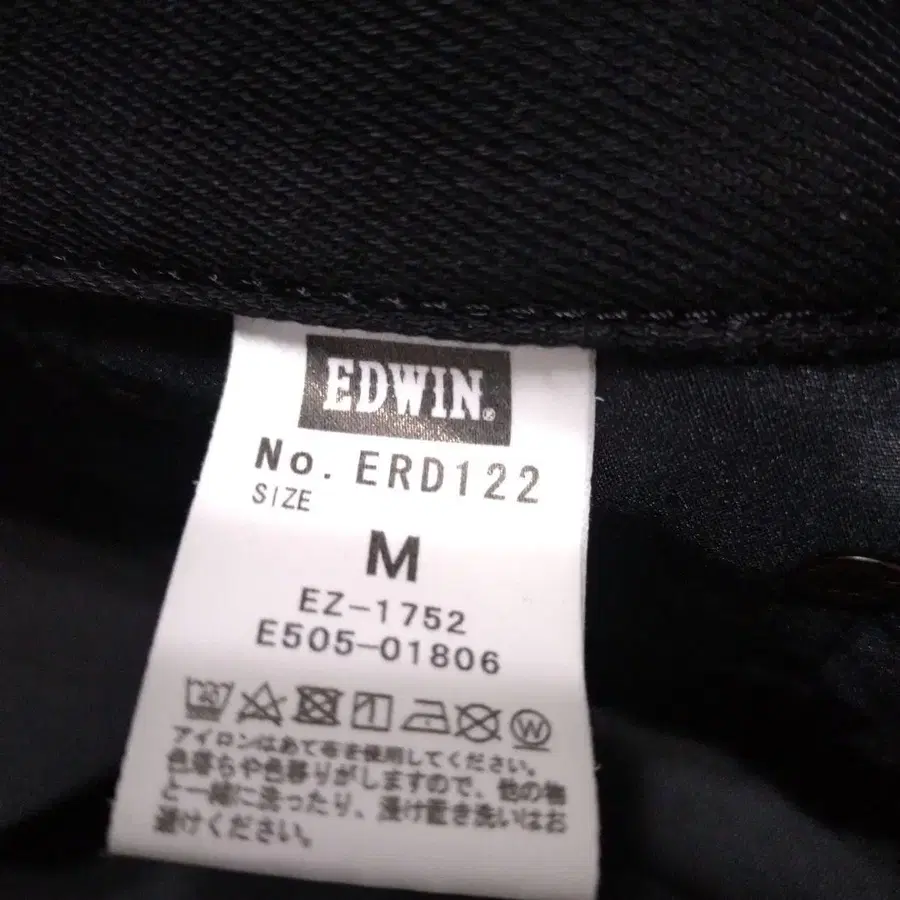 EDWIN®
No. ERD122
SIZE
M
EZ-1752
E505-01806
40
W
アイロンはあて布を使用してください。
色落ちや色移りがしますので、他の物
と一緒に洗ったり、浸け置き洗いはお
避けください。